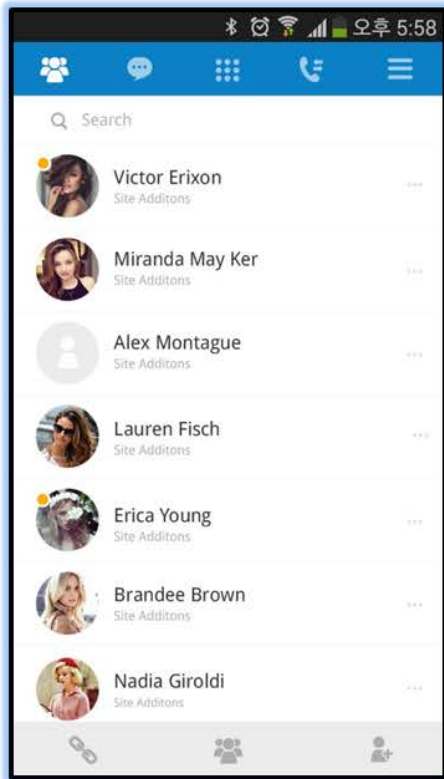 오후 5:58
Search
Victor Erixon
Site Additons
Miranda May Ker
Site Additons
Alex Montague
Site Additons
Lauren Fisch
Site Additons
Erica Young
Site Additons
Brandee Brown
Site Additons
Nadia Giroldi
Site Additons